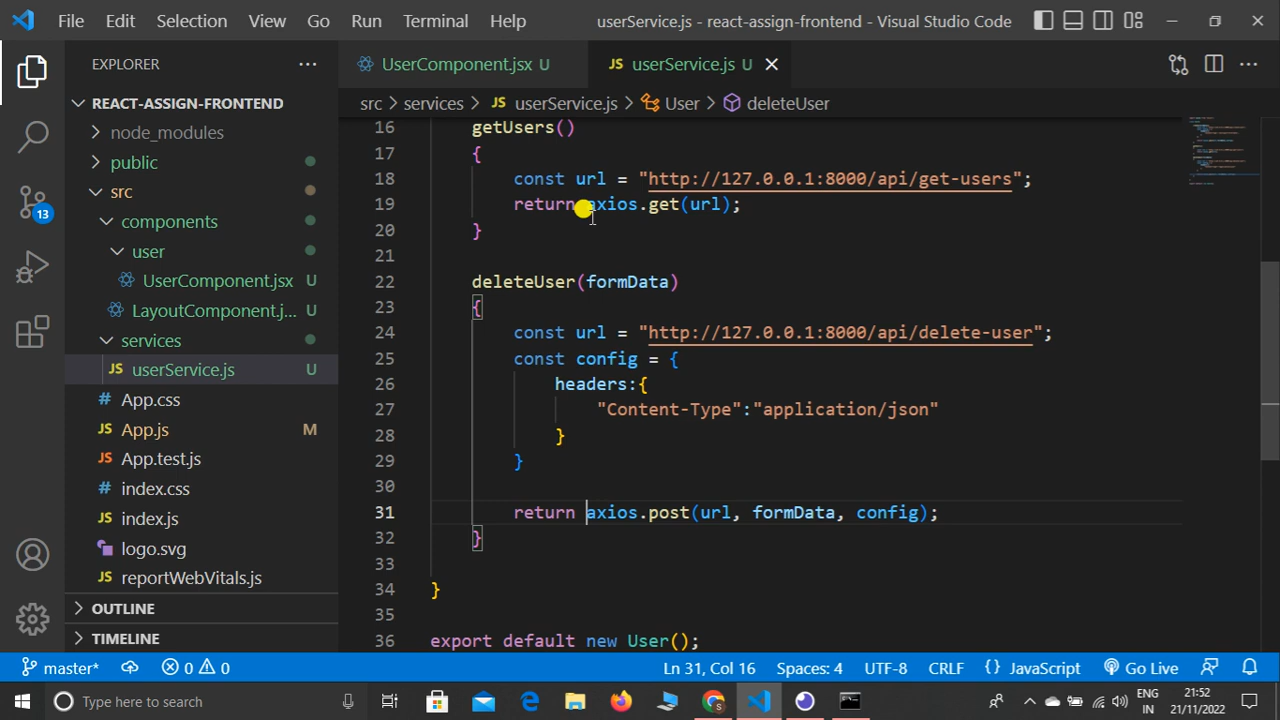 File Edit Selection View Go Run Terminal Help userService.js - react-assign-frontend - Visual Studio Code
EXPLORER
REACT-ASSIGN-FRONTEND
node_modules
public
src
components
user
UserComponent.jsx U
LayoutComponent.j... U
services
JS userService.js U
# App.css
JS App.js M
JS App.test.js
# index.css
JS index.js
logo.svg
JS reportWebVitals.js
OUTLINE
TIMELINE
13
UserComponent.jsx U JS userService.js U
src > services > JS userService.js > User > deleteUser
16 getUsers()
17 {
18 const url = "http://127.0.0.1:8000/api/get-users";
19 return axios.get(url);
20 }
21
22 deleteUser(formData)
23 {
24 const url = "http://127.0.0.1:8000/api/delete-user";
25 const config = {
26 headers:{
27 "Content-Type":"application/json"
28 }
29 }
30
31 return axios.post(url, formData, config);
32 }
33
34 }
35
36 export default new User();
master* 0 0 Ln 31, Col 16 Spaces: 4 UTF-8 CRLF {} JavaScript Go Live
Type here to search ENG IN 21:52 21/11/2022